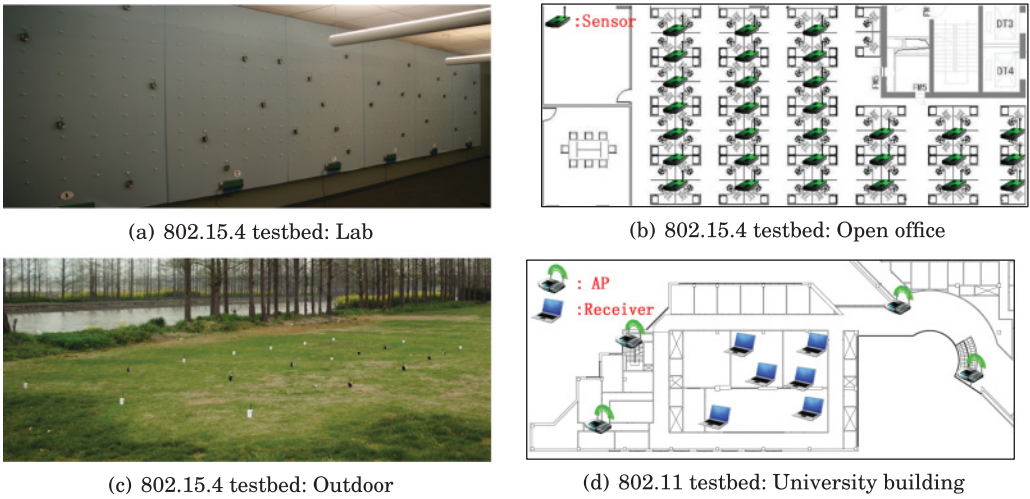 :Sensor
DT3
DT4
FM5
(a) 802.15.4 testbed: Lab
(b) 802.15.4 testbed: Open office
: AP
:Receiver
(c) 802.15.4 testbed: Outdoor
(d) 802.11 testbed: University building